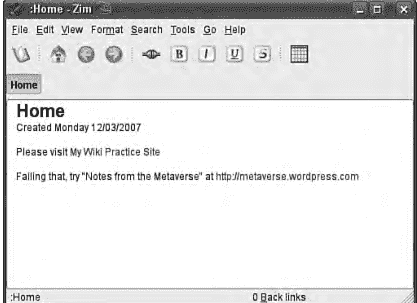 :Home - Zim
File Edit View Format Search Tools Go Help
B I U S
Home
Home
Created Monday 12/03/2007
Please visit My Wiki Practice Site
Falling that, try "Notes from the Metaverse" at http://metaverse.wordpress.com
:Home 0 Back links